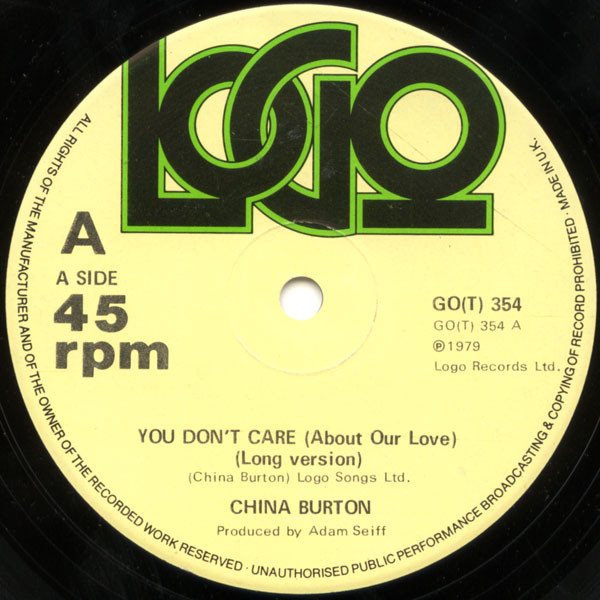 LOGO
A
A SIDE
45
rpm
GO(T) 354
GO(T) 354 A
℗1979
Logo Records Ltd.
YOU DON'T CARE (About Our Love)
(Long version)
(China Burton) Logo Songs Ltd.
CHINA BURTON
Produced by Adam Seiff
ALL RIGHTS OF THE MANUFACTURER AND OF THE OWNER OF THE RECORDED WORK RESERVED · UNAUTHORISED PUBLIC PERFORMANCE BROADCASTING & COPYING OF RECORD PROHIBITED · MADE IN U.K.